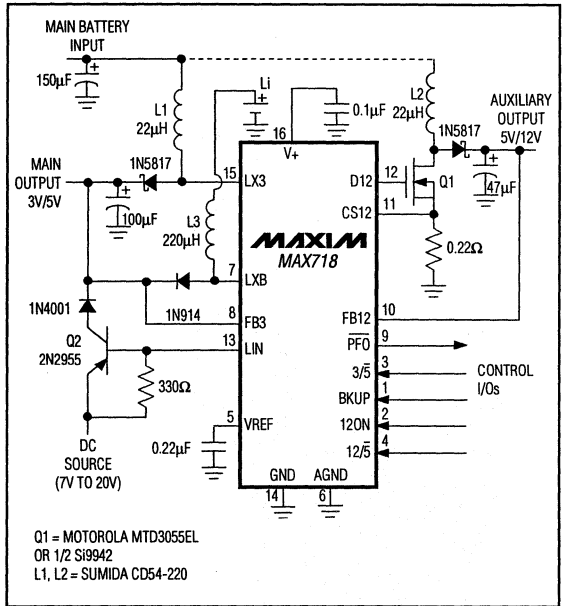 MAIN BATTERY
INPUT
150µF
+
L1
22µH
Li
+
16
V+
0.1µF
L2
22µH
AUXILIARY
OUTPUT
5V/12V
1N5817
MAIN
OUTPUT
3V/5V
1N5817
15
LX3
D12
12
Q1
+
47µF
+
100µF
11
CS12
L3
220µH
MAXIM
MAX718
0.22Ω
7
LXB
1N4001
1N914
8
FB3
10
FB12
Q2
2N2955
13
LIN
9
PFO
330Ω
3
3/5
CONTROL
I/Os
1
BKUP
5
VREF
2
12ON
0.22µF
4
12/5
DC
SOURCE
(7V TO 20V)
GND
AGND
14
6
Q1 = MOTOROLA MTD3055EL
OR 1/2 Si9942
L1, L2 = SUMIDA CD54-220